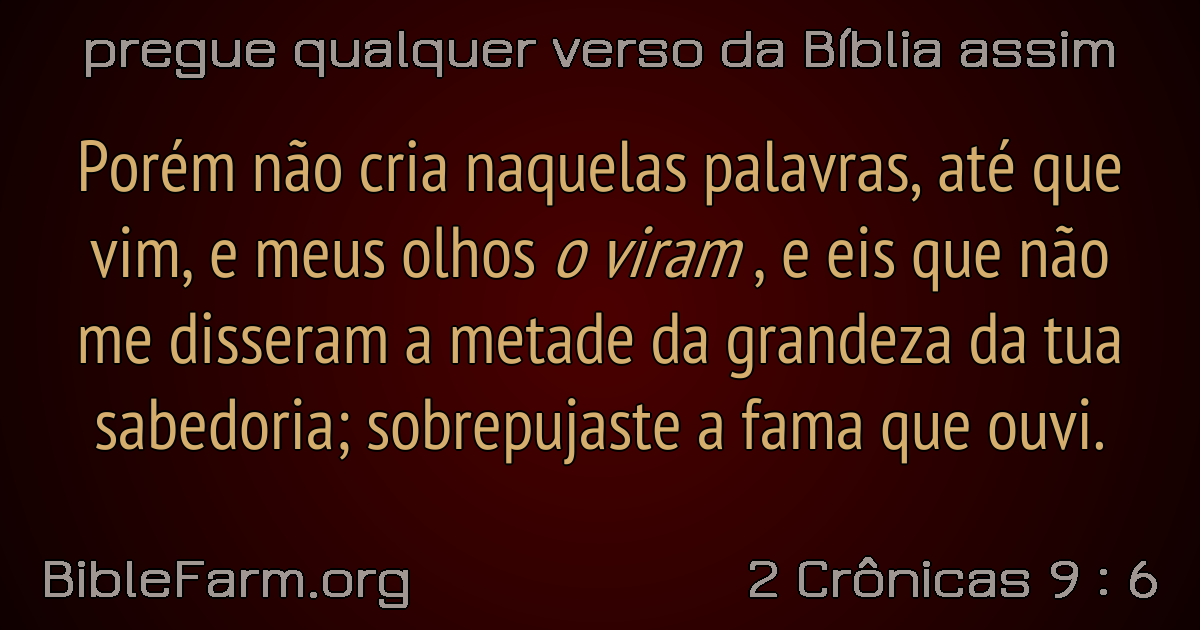 pregue qualquer verso da Bíblia assim
Porém não cria naquelas palavras, até que
vim, e meus olhos o viram , e eis que não
me disseram a metade da grandeza da tua
sabedoria; sobrepujaste a fama que ouvi.
BibleFarm.org
2 Crônicas 9 : 6